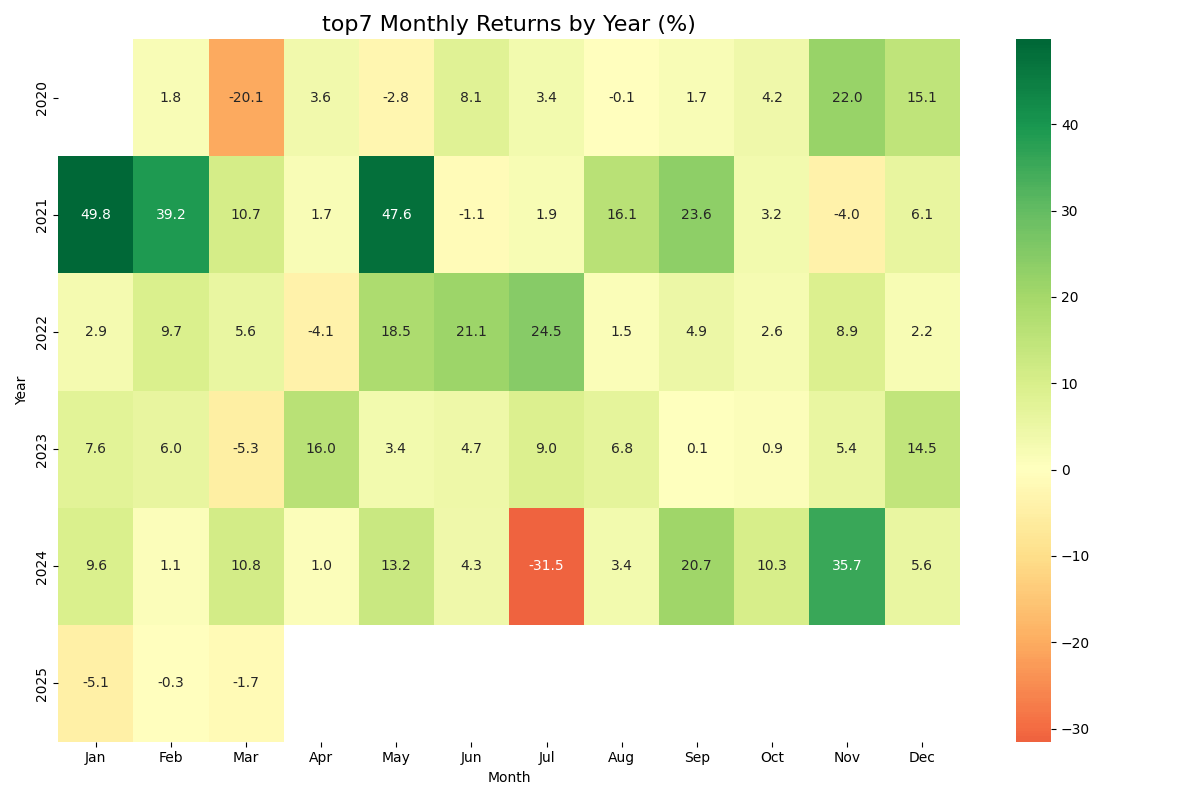 top7 Monthly Returns by Year (%)
2020 1.8 -20.1 3.6 -2.8 8.1 3.4 -0.1 1.7 4.2 22.0 15.1
2021 49.8 39.2 10.7 1.7 47.6 -1.1 1.9 16.1 23.6 3.2 -4.0 6.1
2022 2.9 9.7 5.6 -4.1 18.5 21.1 24.5 1.5 4.9 2.6 8.9 2.2
2023 7.6 6.0 -5.3 16.0 3.4 4.7 9.0 6.8 0.1 0.9 5.4 14.5
2024 9.6 1.1 10.8 1.0 13.2 4.3 -31.5 3.4 20.7 10.3 35.7 5.6
2025 -5.1 -0.3 -1.7
Year
Jan Feb Mar Apr May Jun Jul Aug Sep Oct Nov Dec
Month
40
30
20
10
0
−10
−20
−30